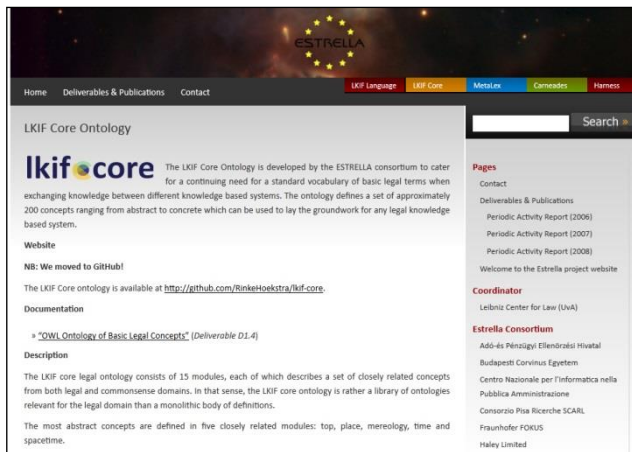 ESTRELLA
Home Deliverables & Publications Contact
LKIF Language LKIF Core MetaLex Carneades Harness
LKIF Core Ontology
lkif core
The LKIF Core Ontology is developed by the ESTRELLA consortium to cater
for a continuing need for a standard vocabulary of basic legal terms when
exchanging knowledge between different knowledge based systems. The ontology defines a set of approximately
200 concepts ranging from abstract to concrete which can be used to lay the groundwork for any legal knowledge
based system.
Website
NB: We moved to GitHub!
The LKIF Core ontology is available at http://github.com/RinkeHoekstra/lkif-core.
Documentation
» "OWL Ontology of Basic Legal Concepts" (Deliverable D1.4)
Description
The LKIF core legal ontology consists of 15 modules, each of which describes a set of closely related concepts
from both legal and commonsense domains. In that sense, the LKIF core ontology is rather a library of ontologies
relevant for the legal domain than a monolithic body of definitions.
The most abstract concepts are defined in five closely related modules: top, place, mereology, time and
spacetime.
Search »
Pages
Contact
Deliverables & Publications
Periodic Activity Report (2006)
Periodic Activity Report (2007)
Periodic Activity Report (2008)
Welcome to the Estrella project website
Coordinator
Leibniz Center for Law (UvA)
Estrella Consortium
Adó-és Pénzügyi Ellenörzési Hivatal
Budapesti Corvinus Egyetem
Centro Nazionale per l'Informatica nella
Pubblica Amministrazione
Consorzio Pisa Ricerche SCARL
Fraunhofer FOKUS
Haley Limited